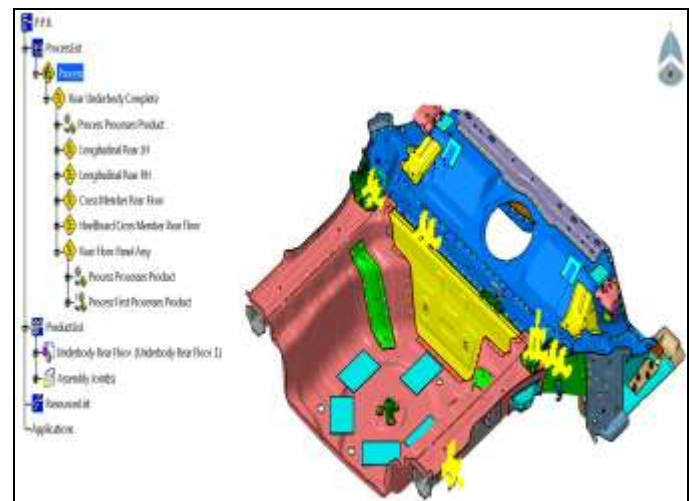 P.P.R.
ProcessList
Process
Rear Underbody Complete
Process Processes Product
Longitudinal Rear LH
Longitudinal Rear RH
Cross Member Rear Floor
Heelboard Cross Member Rear Floor
Rear Floor Panel Assy
Process Processes Product
Process First Processes Product
ProductList
Underbody Rear Floor (Underbody Rear Floor.1)
Assembly Joint(s)
ResourcesList
Applications